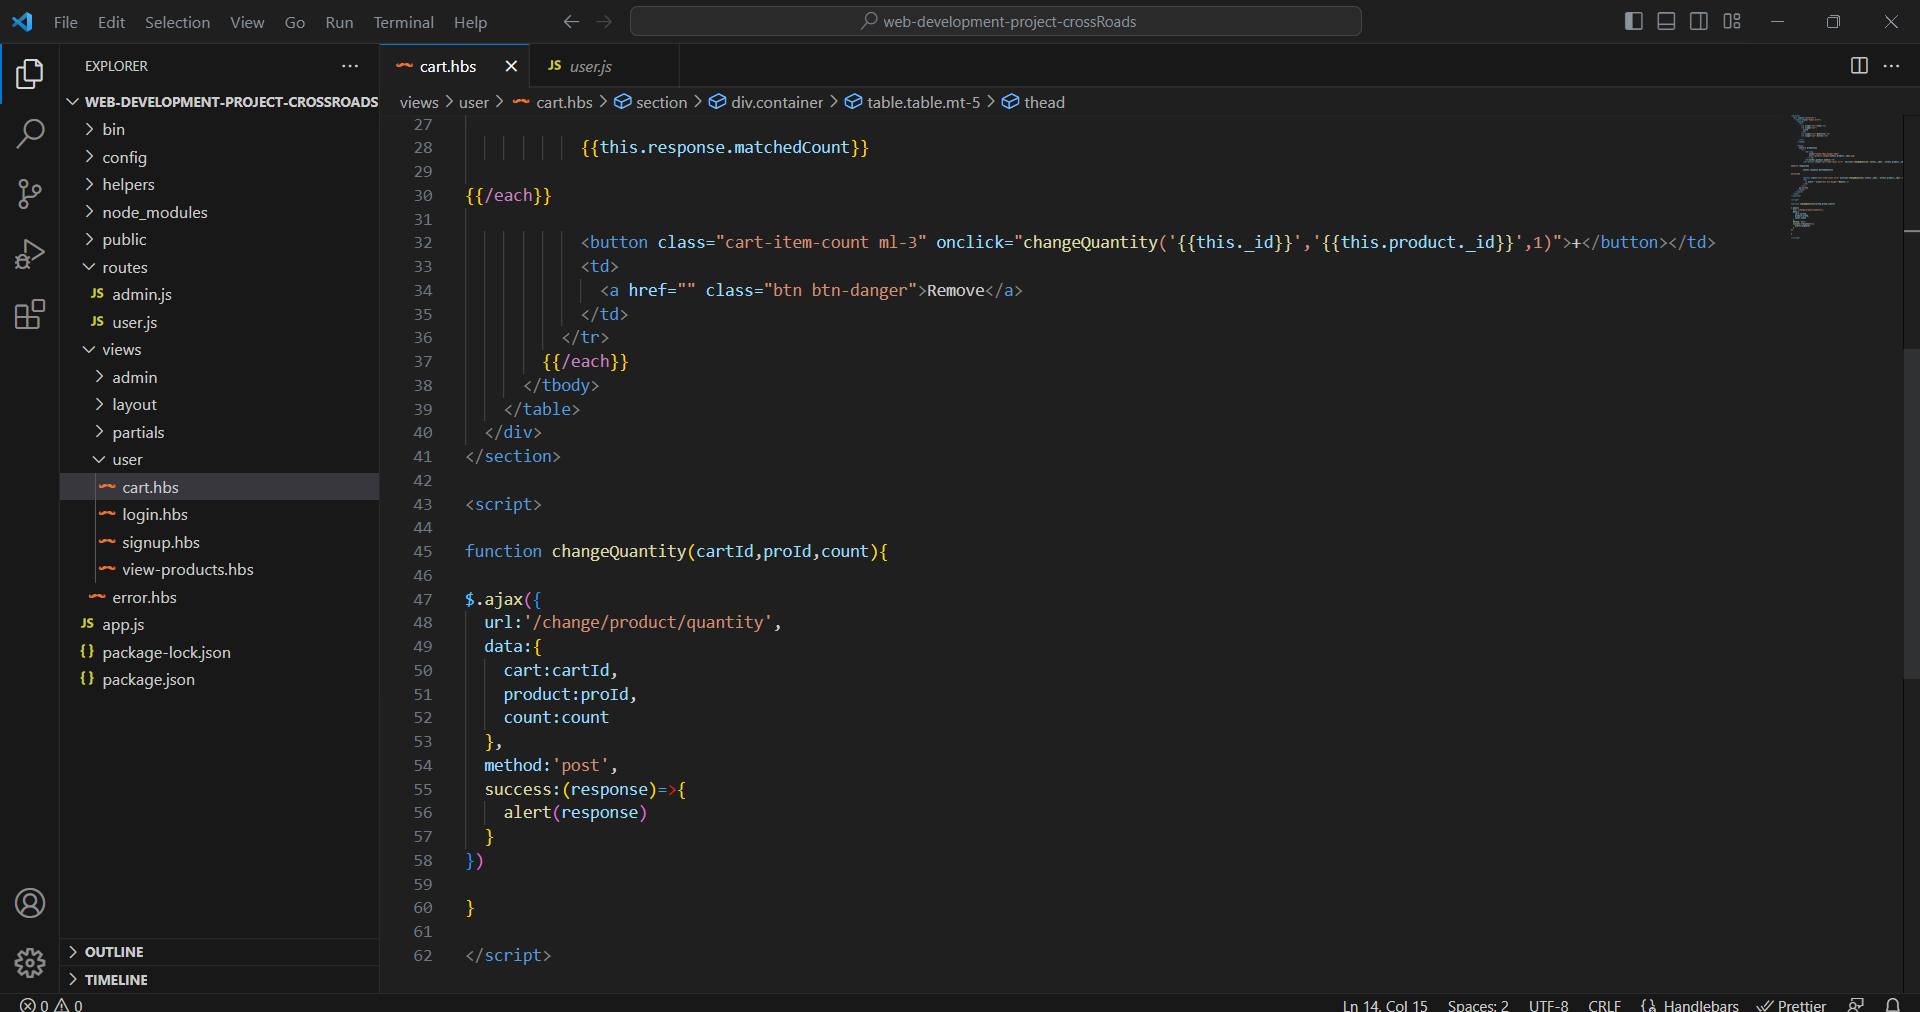 File Edit Selection View Go Run Terminal Help
web-development-project-crossRoads
EXPLORER
WEB-DEVELOPMENT-PROJECT-CROSSROADS
bin
config
helpers
node_modules
public
routes
JS admin.js
JS user.js
views
admin
layout
partials
user
cart.hbs
login.hbs
signup.hbs
view-products.hbs
error.hbs
JS app.js
{} package-lock.json
{} package.json
OUTLINE
TIMELINE
cart.hbs
JS user.js
views > user > cart.hbs > section > div.container > table.table.mt-5 > thead
27
28 {{this.response.matchedCount}}
29
30 {{/each}}
31
32 <button class="cart-item-count ml-3" onclick="changeQuantity('{{this._id}}','{{this.product._id}}',1)">+</button></td>
33 <td>
34 <a href="" class="btn btn-danger">Remove</a>
35 </td>
36 </tr>
37 {{/each}}
38 </tbody>
39 </table>
40 </div>
41 </section>
42
43 <script>
44
45 function changeQuantity(cartId,proId,count){
46
47 $.ajax({
48 url:'/change/product/quantity',
49 data:{
50 cart:cartId,
51 product:proId,
52 count:count
53 },
54 method:'post',
55 success:(response)=>{
56 alert(response)
57 }
58 })
59
60 }
61
62 </script>
0 0
Ln 14, Col 15 Spaces: 2 UTF-8 CRLF {} Handlebars Prettier